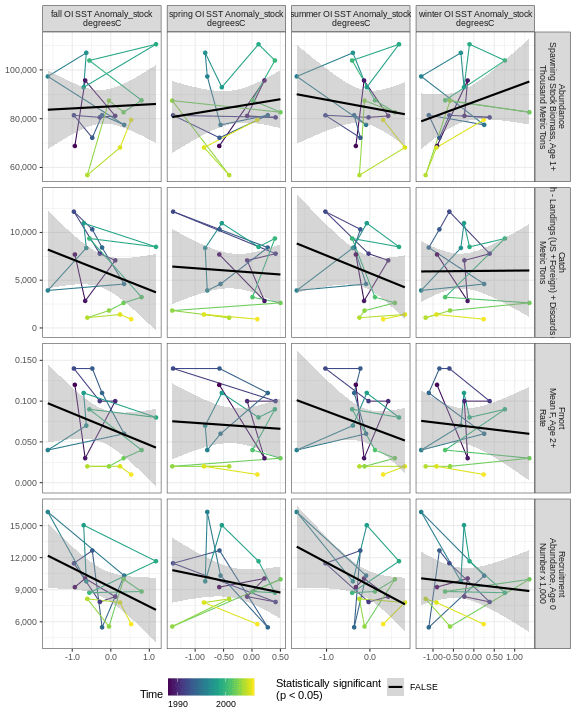 fall OI SST Anomaly_stock
degreesC
spring OI SST Anomaly_stock
degreesC
summer OI SST Anomaly_stock
degreesC
winter OI SST Anomaly_stock
degreesC
100,000
80,000
60,000
Abundance
Spawning Stock Biomass, Age 1+
Thousand Metric Tons
10,000
5,000
0
h - Landings (US +Foreign) + Discards
Metric Tons
0.150
0.100
0.050
0.000
Fmort
Mean F, Age 2+
Rate
15,000
12,000
9,000
6,000
Recruitment
Abundance, Age 0
Number x 1,000
-1.0 0.0 1.0
-1.00 -0.50 0.00 0.50
-1.0 0.0
-1.00 -0.50 0.00 0.50 1.00
Time
1990 2000
Statistically significant
(p < 0.05)
FALSE